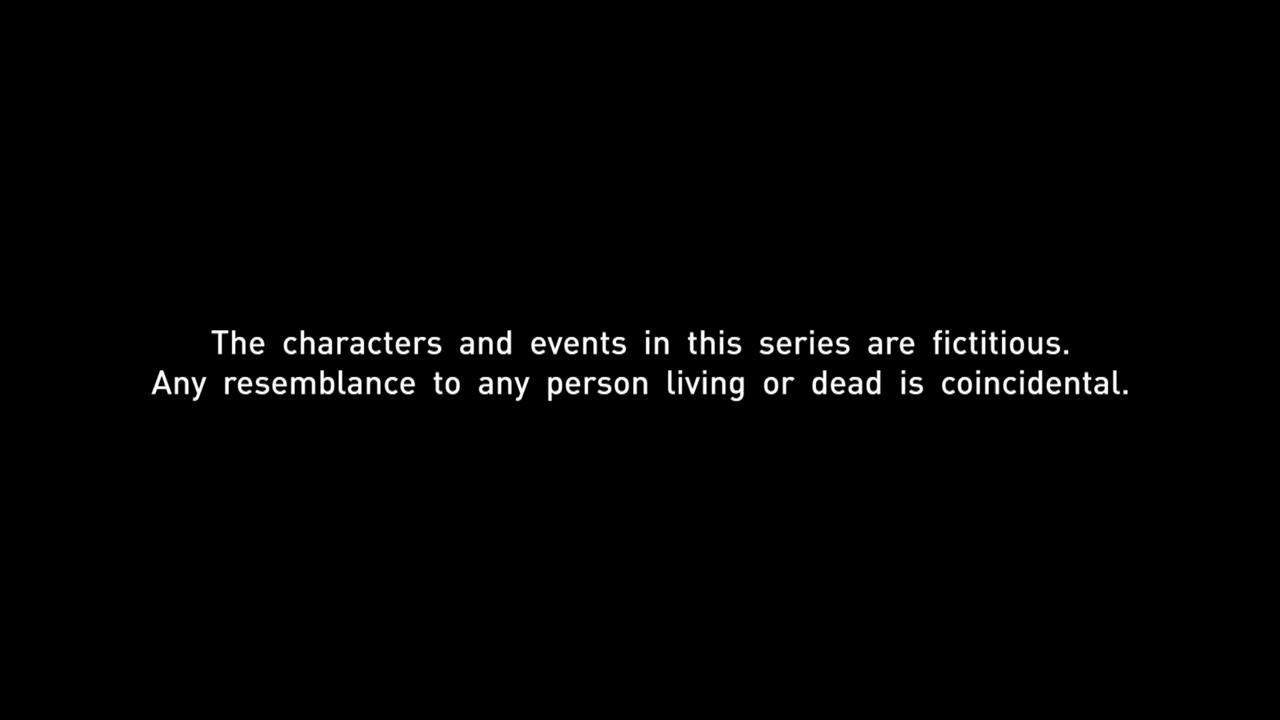 The characters and events in this series are fictitious.
Any resemblance to any person living or dead is coincidental.